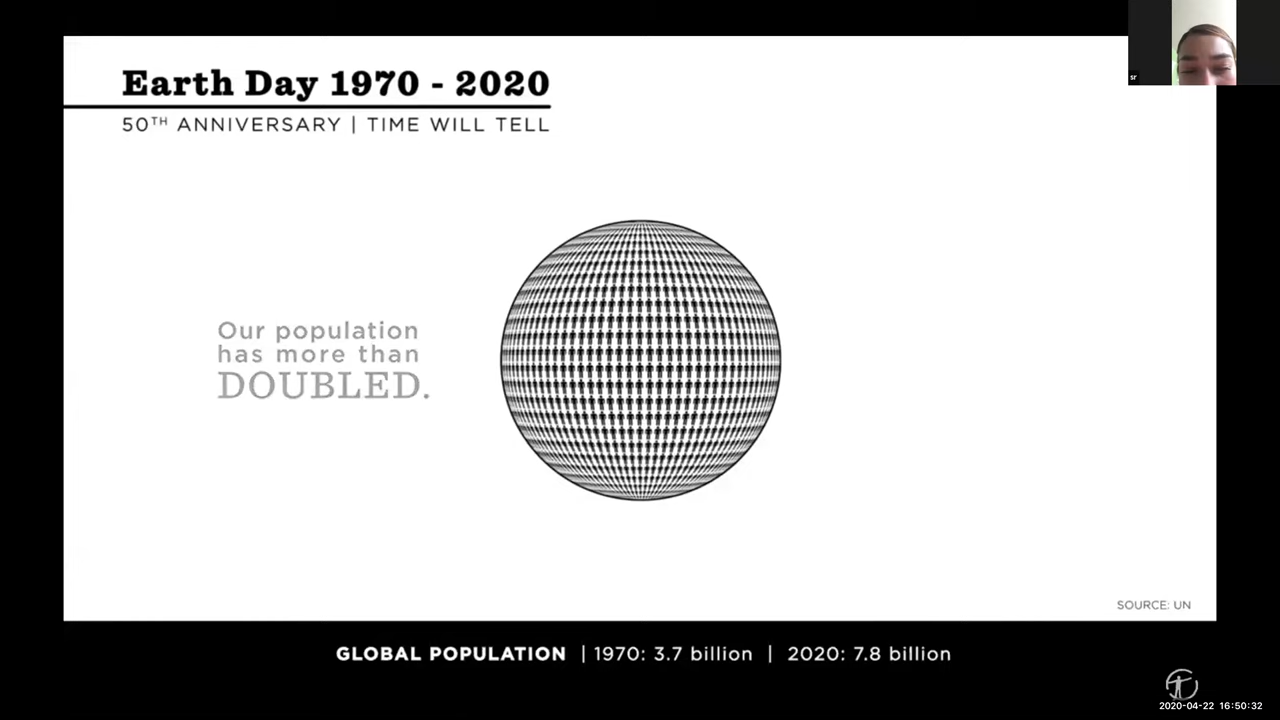 Earth Day 1970 - 2020
50TH ANNIVERSARY | TIME WILL TELL
sr
Our population
has more than
DOUBLED.
SOURCE: UN
GLOBAL POPULATION | 1970: 3.7 billion | 2020: 7.8 billion
2020-04-22 16:50:32